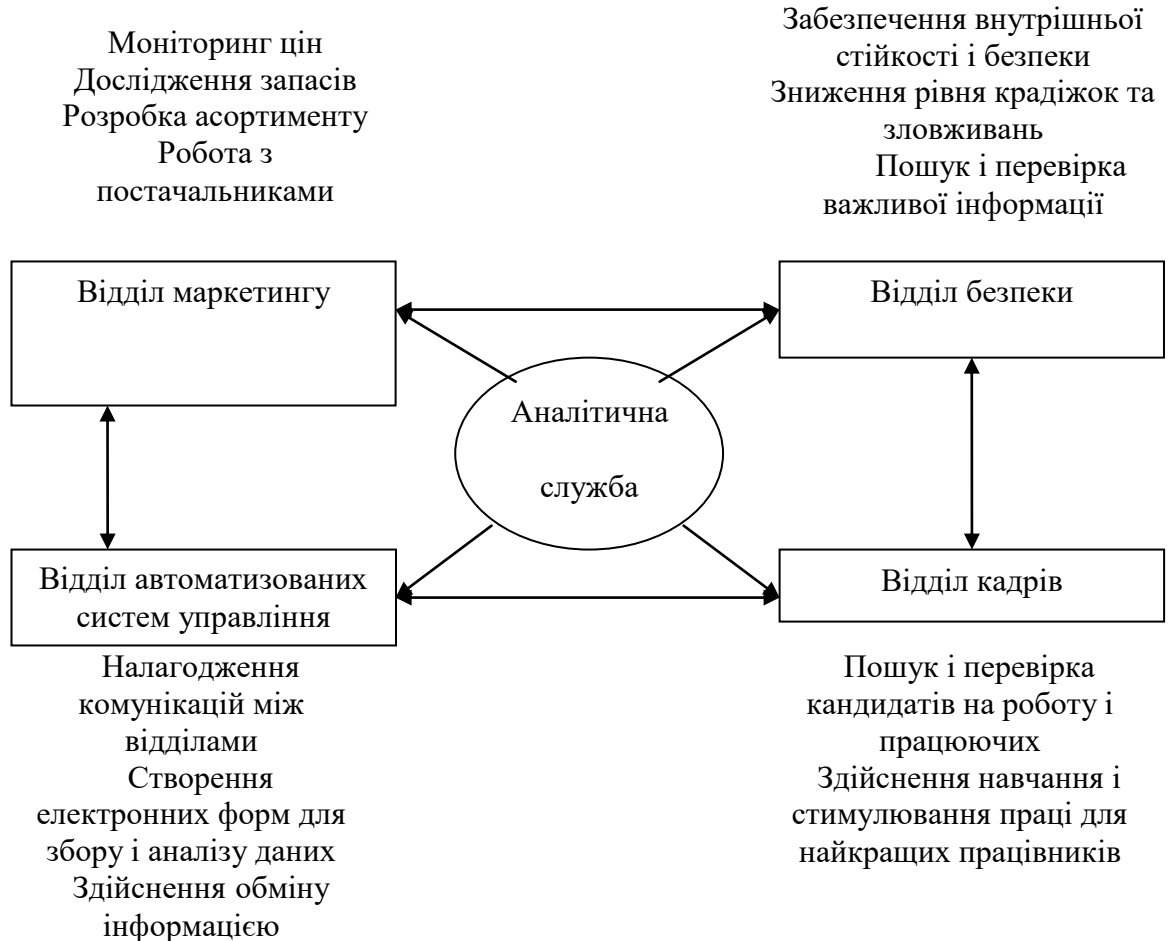 Моніторинг цін
Дослідження запасів
Розробка асортименту
Робота з
постачальниками
Забезпечення внутрішньої
стійкості і безпеки
Зниження рівня крадіжок та
зловживань
Пошук і перевірка
важливої інформації
Відділ маркетингу
Відділ безпеки
Аналітична
служба
Відділ автоматизованих
систем управління
Відділ кадрів
Налагодження
комунікацій між
відділами
Створення
електронних форм для
збору і аналізу даних
Здійснення обміну
інформацією
Пошук і перевірка
кандидатів на роботу і
працюючих
Здійснення навчання і
стимулювання праці для
найкращих працівників